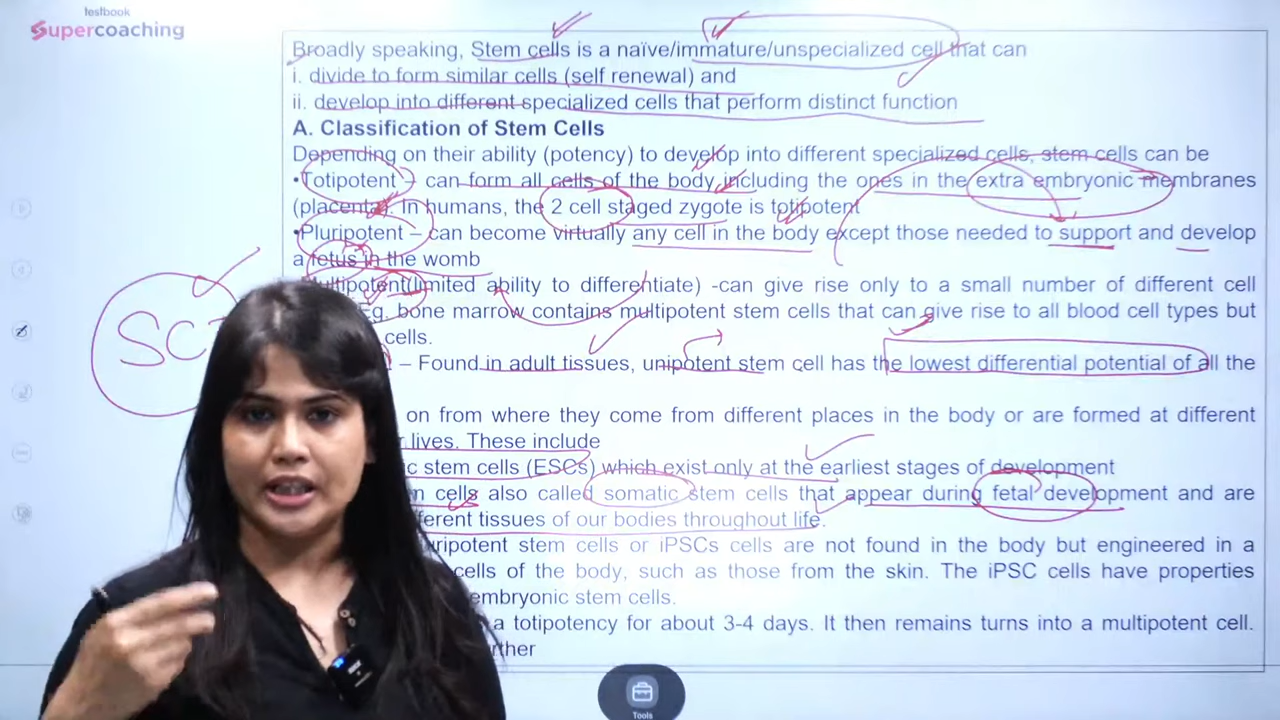 testbook
Supercoaching
Broadly speaking, Stem cells is a naïve/immature/unspecialized cell that can
i. divide to form similar cells (self renewal) and
ii. develop into different specialized cells that perform distinct function
A. Classification of Stem Cells
Depending on their ability (potency) to develop into different specialized cells, stem cells can be
•Totipotent – can form all cells of the body including the ones in the extra embryonic membranes
(placenta). In humans, the 2 cell staged zygote is totipotent
•Pluripotent – can become virtually any cell in the body except those needed to support and develop
a fetus in the womb
Multipotent(limited ability to differentiate) -can give rise only to a small number of different cell
Eg. bone marrow contains multipotent stem cells that can give rise to all blood cell types but
cells.
– Found in adult tissues, unipotent stem cell has the lowest differential potential of all the
on from where they come from different places in the body or are formed at different
lives. These include
stem cells (ESCs) which exist only at the earliest stages of development
cells also called somatic stem cells that appear during fetal development and are
tissues of our bodies throughout life.
stem cells or iPSCs cells are not found in the body but engineered in a
cells of the body, such as those from the skin. The iPSC cells have properties
embryonic stem cells.
a totipotency for about 3-4 days. It then remains turns into a multipotent cell.
SC
Tools